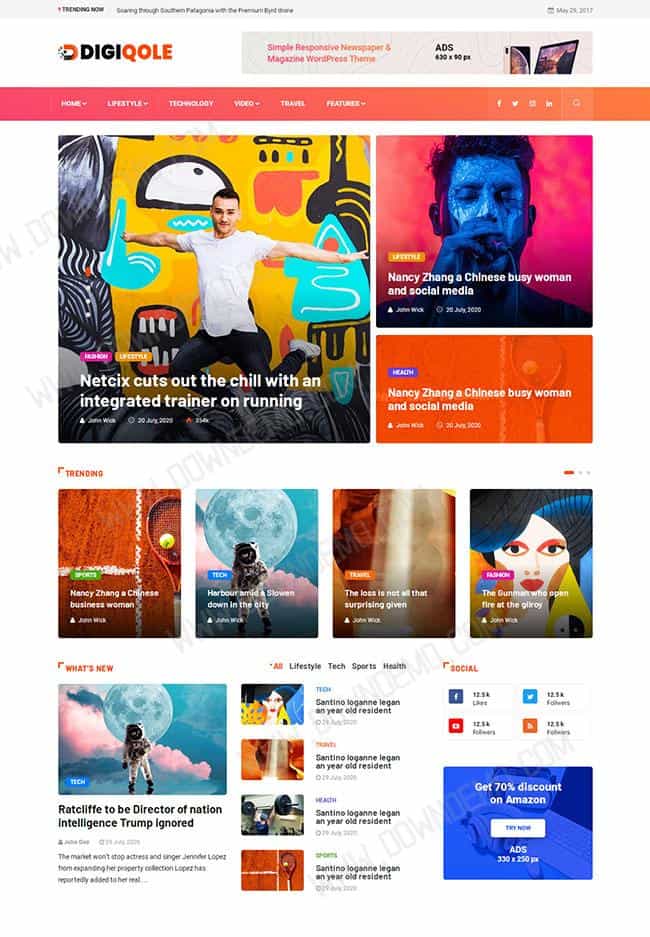 TRENDING NOW Soaring through Southern Patagonia with the Premium Byrd drone May 29, 2017
DIGIQOLE
Simple Responsive Newspaper &
Magazine WordPress Theme
ADS
630 x 90 px
HOME LIFESTYLE TECHNOLOGY VIDEO TRAVEL FEATURES
FASHION LIFESTYLE
Netcix cuts out the chill with an
integrated trainer on running
John Wick 20 July, 2020 354k
LIFESTYLE
Nancy Zhang a Chinese busy woman
and social media
John Wick 20 July, 2020
HEALTH
Nancy Zhang a Chinese busy woman
and social media
John Wick 20 July, 2020
TRENDING
SPORTS
Nancy Zhang a Chinese
business woman
John Wick
TECH
Harbour amid a Slowen
down in the city
John Wick
TRAVEL
The loss is not all that
surprising given
John Wick
FASHION
The Gunman who open
fire at the gilroy
John Wick
WHAT'S NEW
All Lifestyle Tech Sports Health
TECH
Ratcliffe to be Director of nation
intelligence Trump ignored
John Doe 29 July, 2020
The market won't stop actress and singer Jennifer Lopez
from expanding her property collection Lopez has
reportedly added to her real ....
TECH
Santino loganne legan
an year old resident
29 July, 2020
TRAVEL
Santino loganne legan
an year old resident
29 July, 2020
HEALTH
Santino loganne legan
an year old resident
29 July, 2020
SPORTS
Santino loganne legan
an year old resident
29 July, 2020
SOCIAL
12.5 k
Likes
12.5 k
Follwers
12.5 k
Follwers
12.5 k
Follwers
Get 70% discount
on Amazon
TRY NOW
ADS
330 x 250 px
WWW.DOWNDEMO.COM